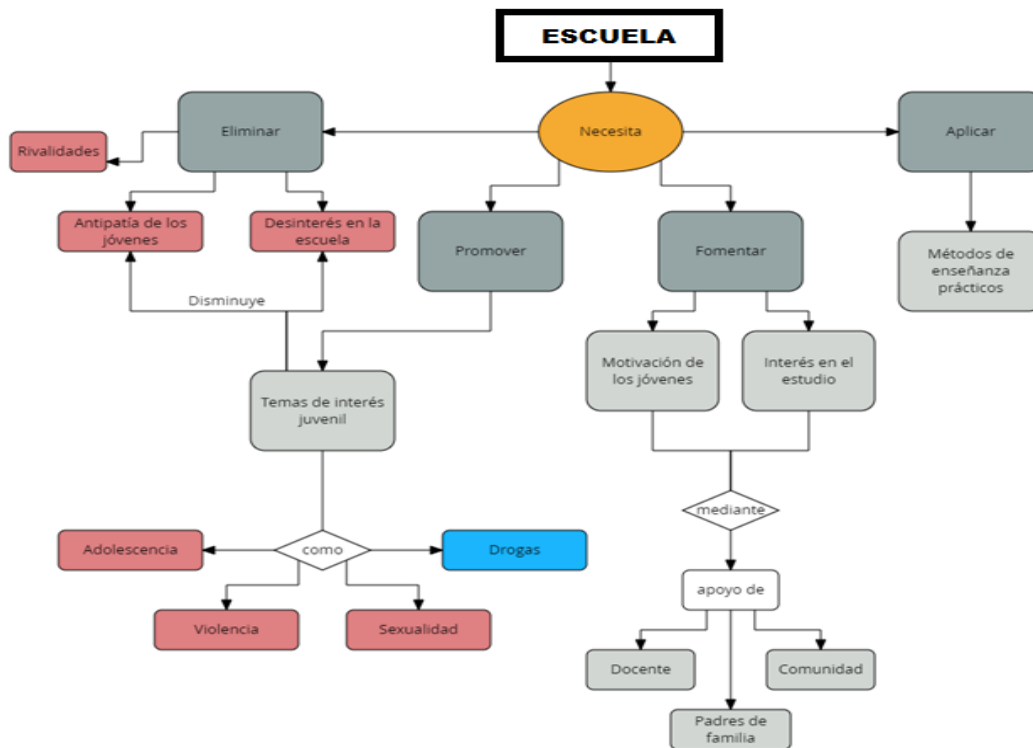 ESCUELA
Necesita
Eliminar
Aplicar
Rivalidades
Antipatía de los
jóvenes
Desinterés en la
escuela
Promover
Fomentar
Métodos de
enseñanza
prácticos
Disminuye
Temas de interés
juvenil
Motivación de
los jóvenes
Interés en el
estudio
mediante
Adolescencia
como
Drogas
Violencia
Sexualidad
apoyo de
Docente
Comunidad
Padres de
familia